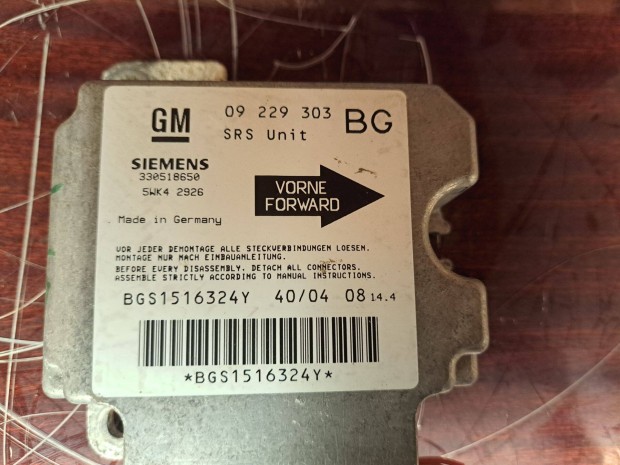 GM 09 229 303 BG
SRS Unit
SIEMENS
330518650
5WK4 2926
VORNE
FORWARD
Made in Germany
VOR JEDER DEMONTAGE ALLE STECKVERBINDUNGEN LOESEN.
MONTAGE NUR MACH EINBAUANLEITUNG.
BEFORE EVERY DISASSEMBLY, DETACH ALL CONNECTORS.
ASSEMBLE STRICTLY ACCORDING TO MANUAL INSTRUCTIONS.
BGS1516324Y 40/04 08 14.4
*BGS1516324Y*